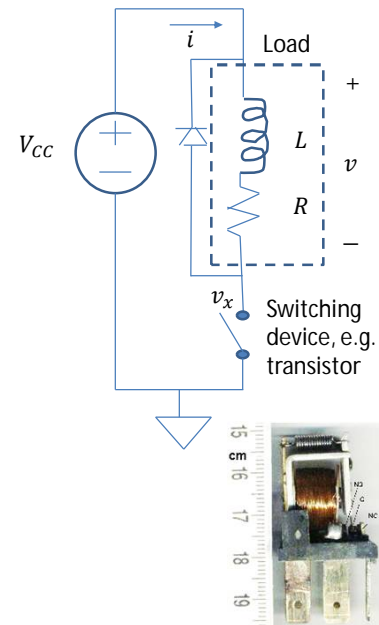 i
Load
+
V_CC
+
−
L
v
R
−
v_x
Switching
device, e.g.
transistor
15
cm
16
17
18
19
NO
C
NC